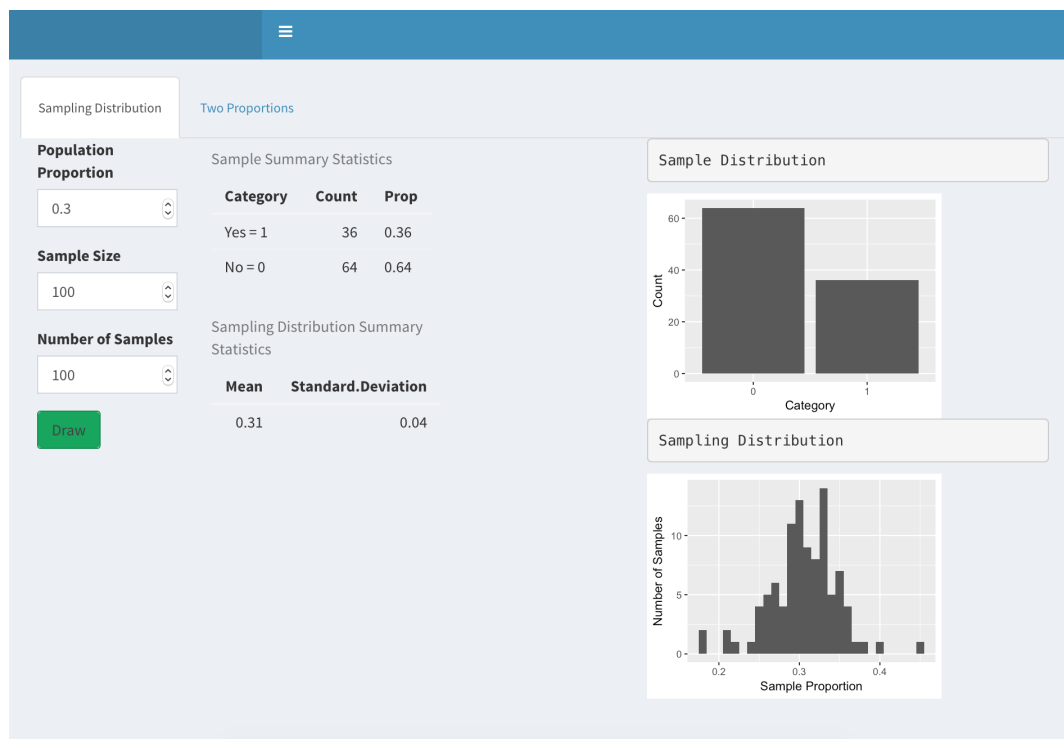 Sampling Distribution
Two Proportions
Population
Proportion
0.3
Sample Size
100
Number of Samples
100
Draw
Sample Summary Statistics
Category Count Prop
Yes = 1 36 0.36
No = 0 64 0.64
Sampling Distribution Summary
Statistics
Mean Standard.Deviation
0.31 0.04
Sample Distribution
Count
60
40
20
0
0 1
Category
Sampling Distribution
Number of Samples
10
5
0
0.2 0.3 0.4
Sample Proportion